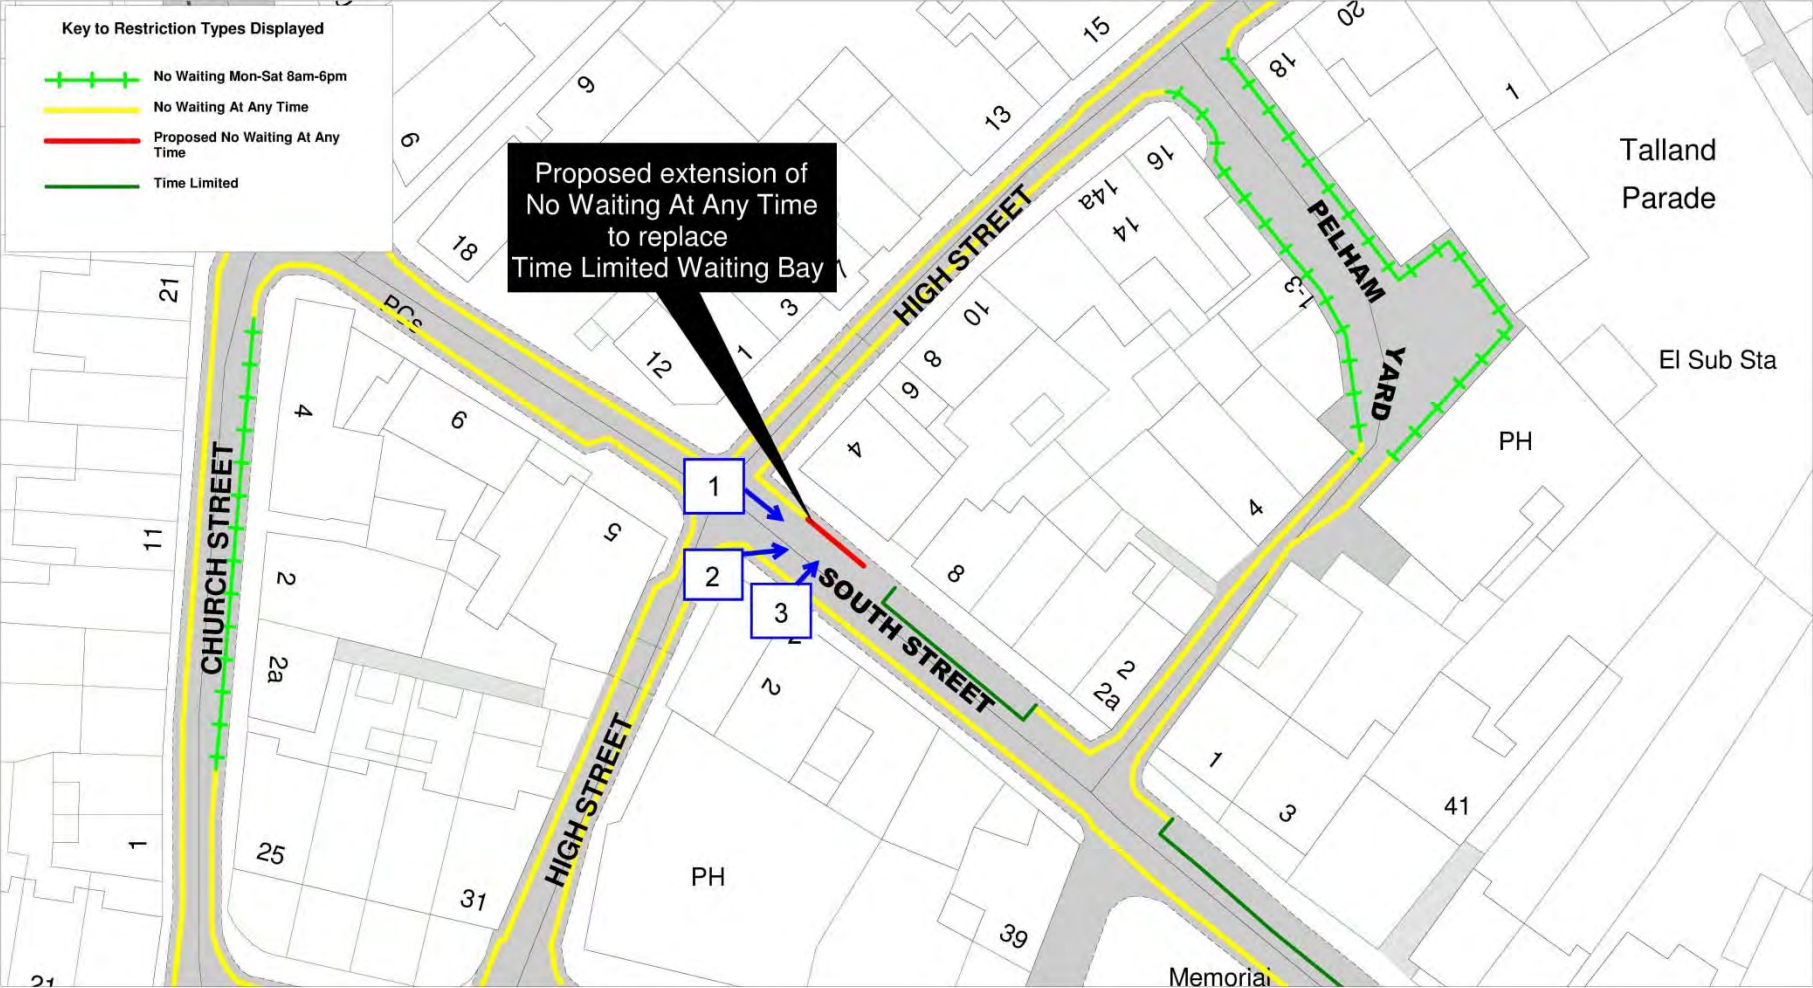 Key to Restriction Types Displayed
No Waiting Mon-Sat 8am-6pm
No Waiting At Any Time
Proposed No Waiting At Any
Time
Time Limited
Proposed extension of
No Waiting At Any Time
to replace
Time Limited Waiting Bay
15
20
18
1
9
6
13
Talland
Parade
16
14a
14
18
7
3
21
PCs
HIGH STREET
PELHAM
YARD
1-3
10
12
1
8
6
El Sub Sta
4
6
4
PH
CHURCH STREET
1
5
4
11
2
2
3
8
SOUTH STREET
2
2a
2
2
2a
HIGH STREET
1
3
41
1
25
31
PH
39
Memorial
21